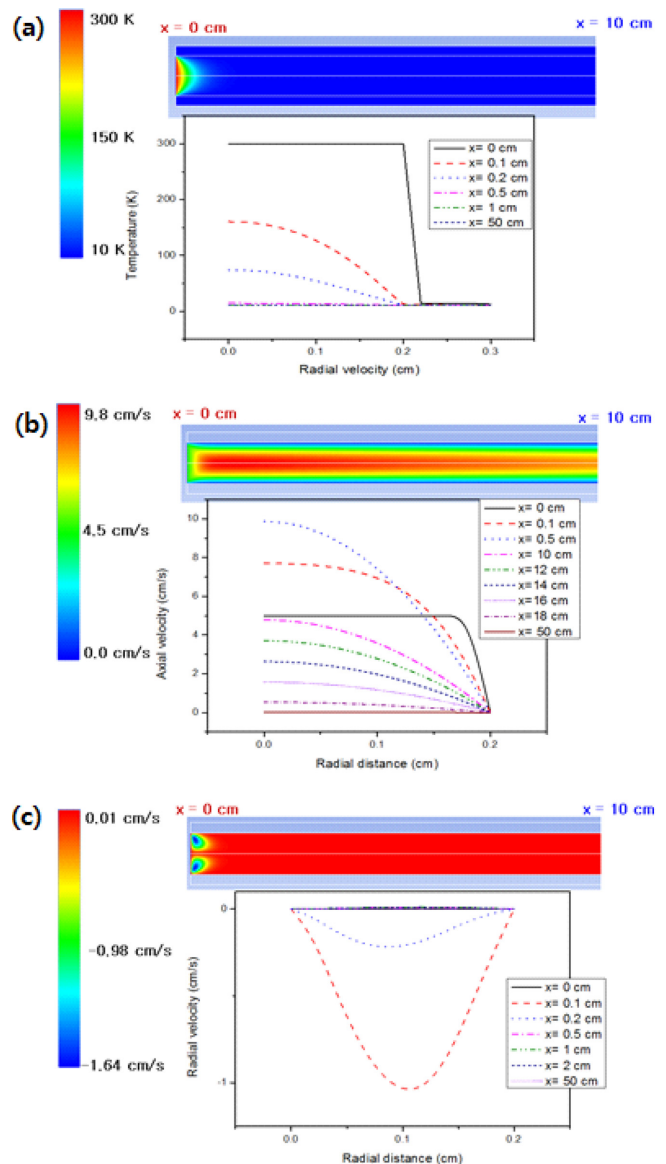 (a)
300 K
150 K
10 K
x = 0 cm
x = 10 cm
Temperature (K)
300
200
100
0
x= 0 cm
x= 0.1 cm
x= 0.2 cm
x= 0.5 cm
x= 1 cm
x= 50 cm
0.0
0.1
0.2
0.3
Radial velocity (cm)
(b)
9.8 cm/s
4.5 cm/s
0.0 cm/s
x = 0 cm
x = 10 cm
Axial velocity (cm/s)
10
8
6
4
2
0
x= 0 cm
x= 0.1 cm
x= 0.5 cm
x= 10 cm
x= 12 cm
x= 14 cm
x= 16 cm
x= 18 cm
x= 50 cm
0.0
0.1
0.2
Radial distance (cm)
(c)
0.01 cm/s
-0.98 cm/s
-1.64 cm/s
x = 0 cm
x = 10 cm
Radial velocity (cm/s)
0
-1
x= 0 cm
x= 0.1 cm
x= 0.2 cm
x= 0.5 cm
x= 1 cm
x= 2 cm
x= 50 cm
0.0
0.1
0.2
Radial distance (cm)